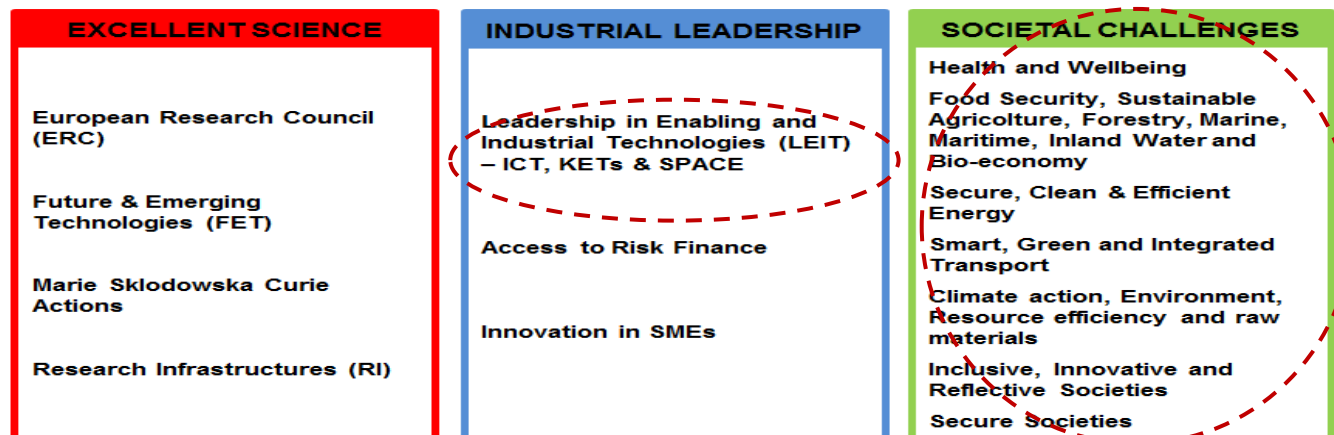 EXCELLENT SCIENCE
European Research Council
(ERC)
Future & Emerging
Technologies (FET)
Marie Sklodowska Curie
Actions
Research Infrastructures (RI)
INDUSTRIAL LEADERSHIP
Leadership in Enabling and
Industrial Technologies (LEIT)
– ICT, KETs & SPACE
Access to Risk Finance
Innovation in SMEs
SOCIETAL CHALLENGES
Health and Wellbeing
Food Security, Sustainable
Agricolture, Forestry, Marine,
Maritime, Inland Water and
Bio-economy
Secure, Clean & Efficient
Energy
Smart, Green and Integrated
Transport
Climate action, Environment,
Resource efficiency and raw
materials
Inclusive, Innovative and
Reflective Societies
Secure Societies